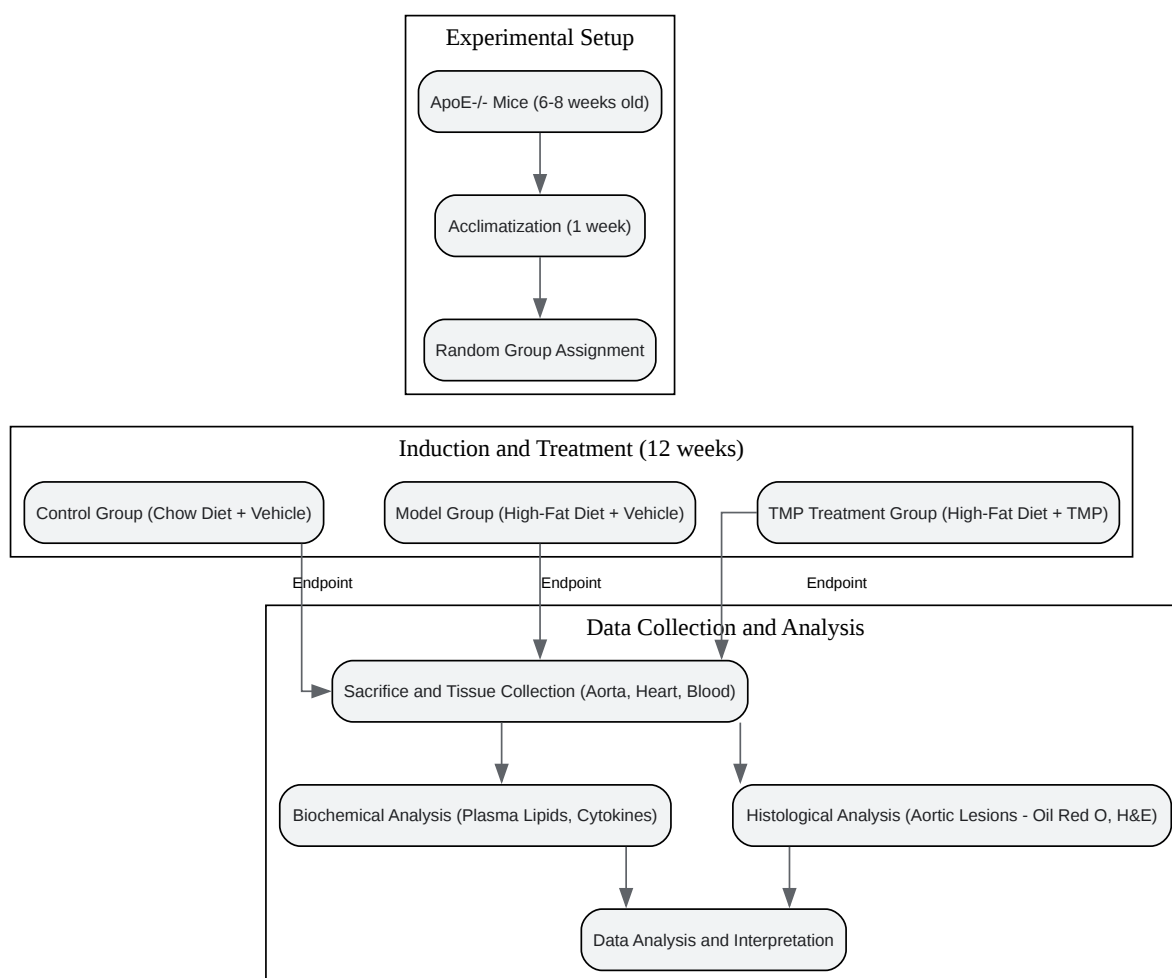 Experimental Setup
ApoE-/- Mice (6-8 weeks old)
Acclimatization (1 week)
Random Group Assignment
Induction and Treatment (12 weeks)
Control Group (Chow Diet + Vehicle)
Model Group (High-Fat Diet + Vehicle)
TMP Treatment Group (High-Fat Diet + TMP)
Endpoint
Endpoint
Endpoint
Data Collection and Analysis
Sacrifice and Tissue Collection (Aorta, Heart, Blood)
Biochemical Analysis (Plasma Lipids, Cytokines)
Histological Analysis (Aortic Lesions - Oil Red O, H&E)
Data Analysis and Interpretation